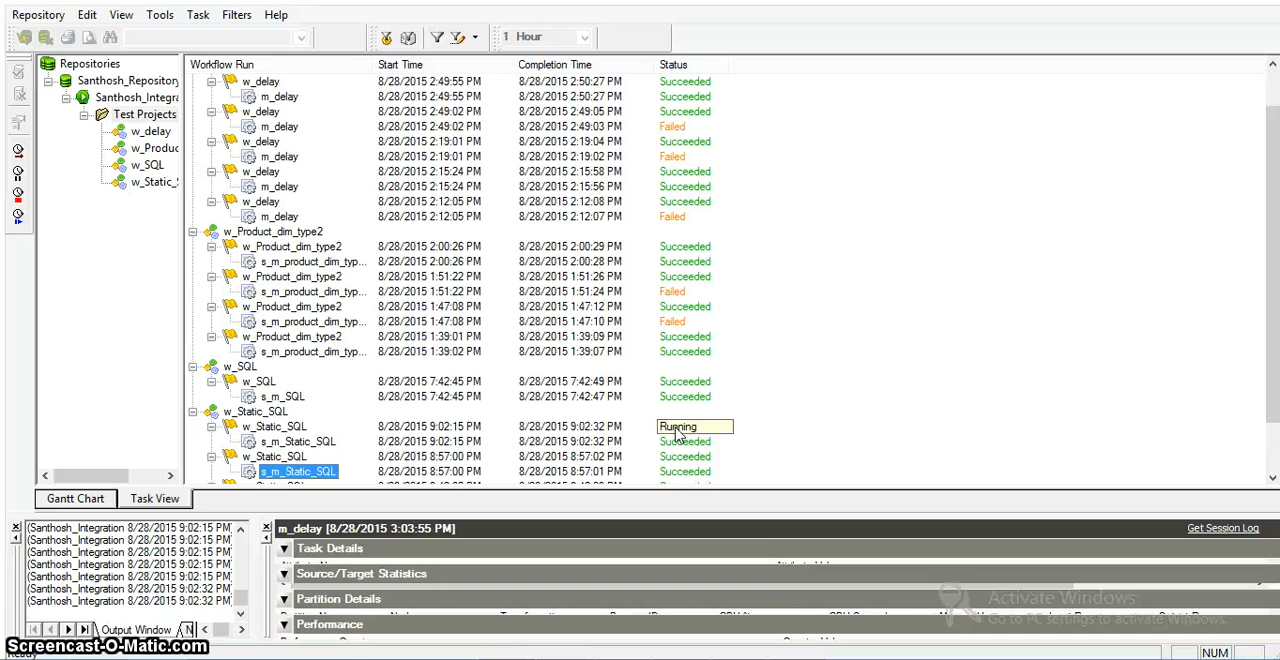 Repository Edit View Tools Task Filters Help
1 Hour
Repositories
Santhosh_Repository
Santhosh_Integra
Test Projects
w_delay
w_Produc
w_SQL
w_Static_
Workflow Run Start Time Completion Time Status
w_delay 8/28/2015 2:49:55 PM 8/28/2015 2:50:27 PM Succeeded
m_delay 8/28/2015 2:49:55 PM 8/28/2015 2:50:27 PM Succeeded
w_delay 8/28/2015 2:49:02 PM 8/28/2015 2:49:05 PM Succeeded
m_delay 8/28/2015 2:49:02 PM 8/28/2015 2:49:03 PM Failed
w_delay 8/28/2015 2:19:01 PM 8/28/2015 2:19:04 PM Succeeded
m_delay 8/28/2015 2:19:01 PM 8/28/2015 2:19:02 PM Failed
w_delay 8/28/2015 2:15:24 PM 8/28/2015 2:15:58 PM Succeeded
m_delay 8/28/2015 2:15:24 PM 8/28/2015 2:15:56 PM Succeeded
w_delay 8/28/2015 2:12:05 PM 8/28/2015 2:12:08 PM Succeeded
m_delay 8/28/2015 2:12:05 PM 8/28/2015 2:12:07 PM Failed
w_Product_dim_type2
w_Product_dim_type2 8/28/2015 2:00:26 PM 8/28/2015 2:00:29 PM Succeeded
s_m_product_dim_typ... 8/28/2015 2:00:26 PM 8/28/2015 2:00:28 PM Succeeded
w_Product_dim_type2 8/28/2015 1:51:22 PM 8/28/2015 1:51:26 PM Succeeded
s_m_product_dim_typ... 8/28/2015 1:51:22 PM 8/28/2015 1:51:24 PM Failed
w_Product_dim_type2 8/28/2015 1:47:08 PM 8/28/2015 1:47:12 PM Succeeded
s_m_product_dim_typ... 8/28/2015 1:47:08 PM 8/28/2015 1:47:10 PM Failed
w_Product_dim_type2 8/28/2015 1:39:01 PM 8/28/2015 1:39:09 PM Succeeded
s_m_product_dim_typ... 8/28/2015 1:39:02 PM 8/28/2015 1:39:07 PM Succeeded
w_SQL
w_SQL 8/28/2015 7:42:45 PM 8/28/2015 7:42:49 PM Succeeded
s_m_SQL 8/28/2015 7:42:45 PM 8/28/2015 7:42:47 PM Succeeded
w_Static_SQL
w_Static_SQL 8/28/2015 9:02:15 PM 8/28/2015 9:02:32 PM Running
s_m_Static_SQL 8/28/2015 9:02:15 PM 8/28/2015 9:02:32 PM Succeeded
w_Static_SQL 8/28/2015 8:57:00 PM 8/28/2015 8:57:02 PM Succeeded
s_m_Static_SQL 8/28/2015 8:57:00 PM 8/28/2015 8:57:01 PM Succeeded
Gantt Chart Task View
(Santhosh_Integration 8/28/2015 9:02:15 PM)
(Santhosh_Integration 8/28/2015 9:02:15 PM)
(Santhosh_Integration 8/28/2015 9:02:15 PM)
(Santhosh_Integration 8/28/2015 9:02:15 PM)
(Santhosh_Integration 8/28/2015 9:02:15 PM)
(Santhosh_Integration 8/28/2015 9:02:32 PM)
(Santhosh_Integration 8/28/2015 9:02:32 PM)
Output Window N
m_delay [8/28/2015 3:03:55 PM] Get Session Log
Task Details
Source/Target Statistics
Partition Details
Performance
Activate Windows
Go to PC settings to activate Windows.
Screencast-O-Matic.com
NUM